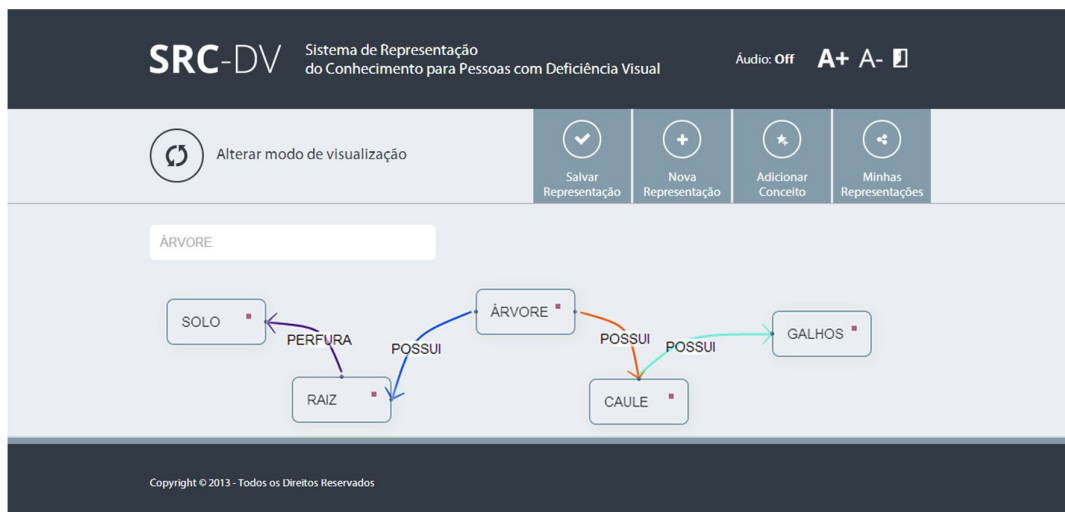 SRC-DV
Sistema de Representação
do Conhecimento para Pessoas com Deficiência Visual
Áudio: Off
A+ A-
Alterar modo de visualização
Salvar
Representação
Nova
Representação
Adicionar
Conceito
Minhas
Representações
ÁRVORE
SOLO
PERFURA
RAIZ
POSSUI
ÁRVORE
POSSUI
CAULE
POSSUI
GALHOS
Copyright © 2013 - Todos os Direitos Reservados